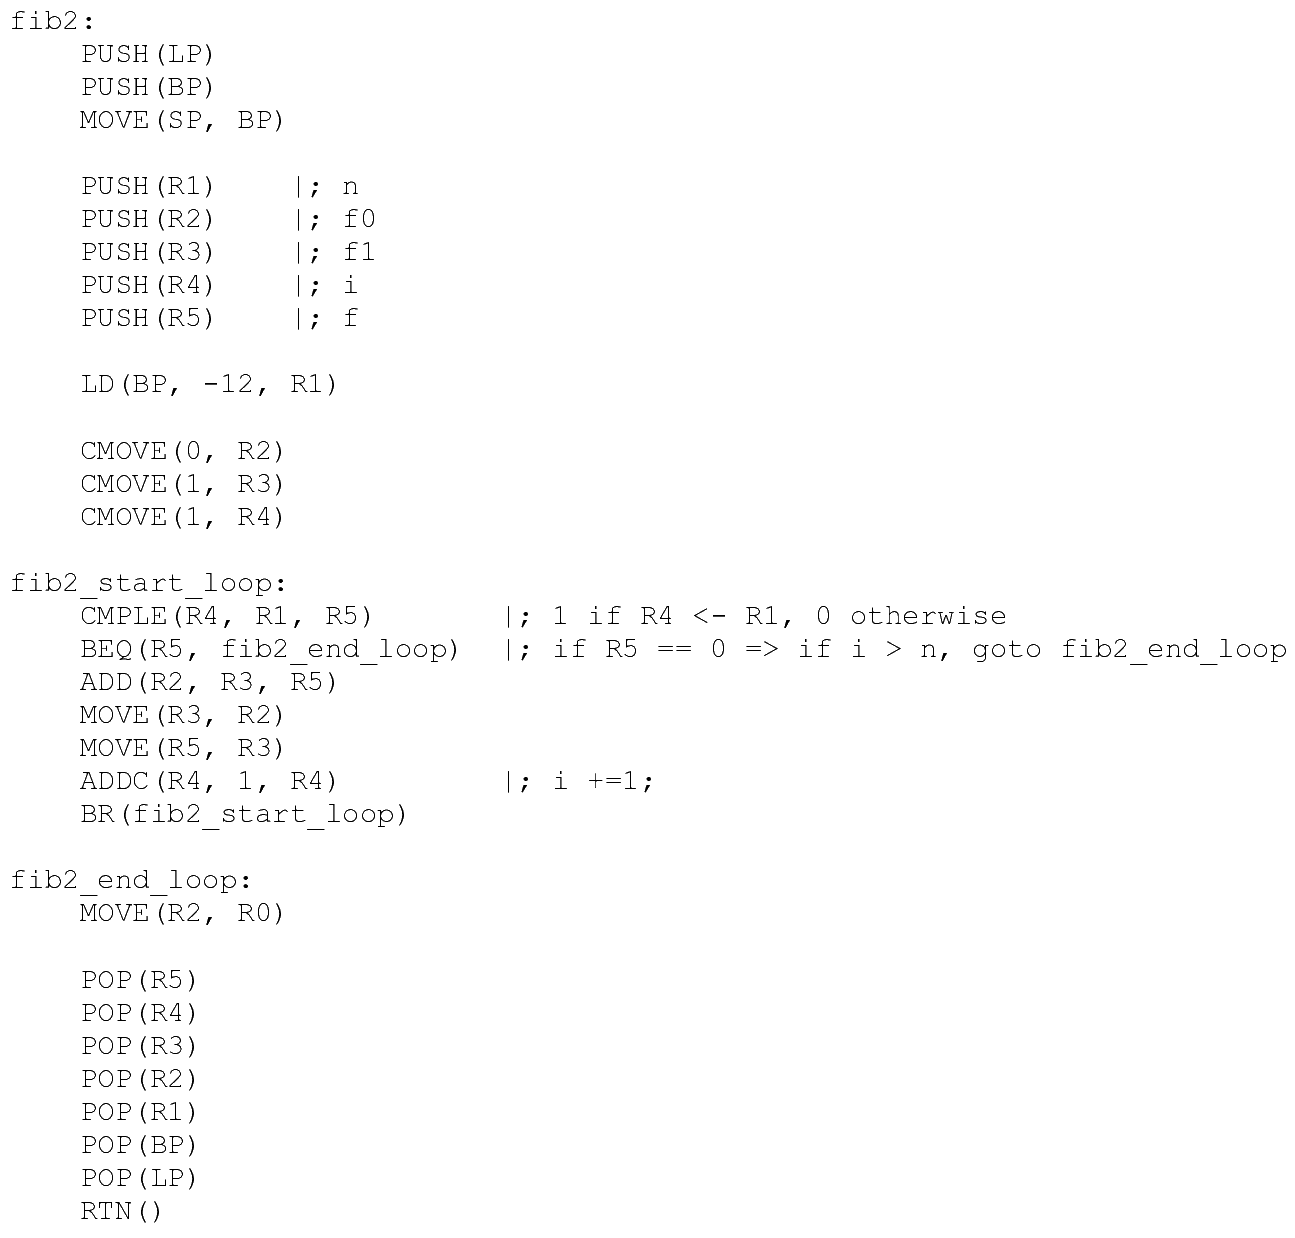 fib2:
PUSH(LP)
PUSH(BP)
MOVE(SP, BP)
PUSH(R1) |; n
PUSH(R2) |; f0
PUSH(R3) |; f1
PUSH(R4) |; i
PUSH(R5) |; f
LD(BP, -12, R1)
CMOVE(0, R2)
CMOVE(1, R3)
CMOVE(1, R4)
fib2_start_loop:
CMPLE(R4, R1, R5) |; 1 if R4 <- R1, 0 otherwise
BEQ(R5, fib2_end_loop) |; if R5 == 0 => if i > n, goto fib2_end_loop
ADD(R2, R3, R5)
MOVE(R3, R2)
MOVE(R5, R3)
ADDC(R4, 1, R4) |; i +=1;
BR(fib2_start_loop)
fib2_end_loop:
MOVE(R2, R0)
POP(R5)
POP(R4)
POP(R3)
POP(R2)
POP(R1)
POP(BP)
POP(LP)
RTN()